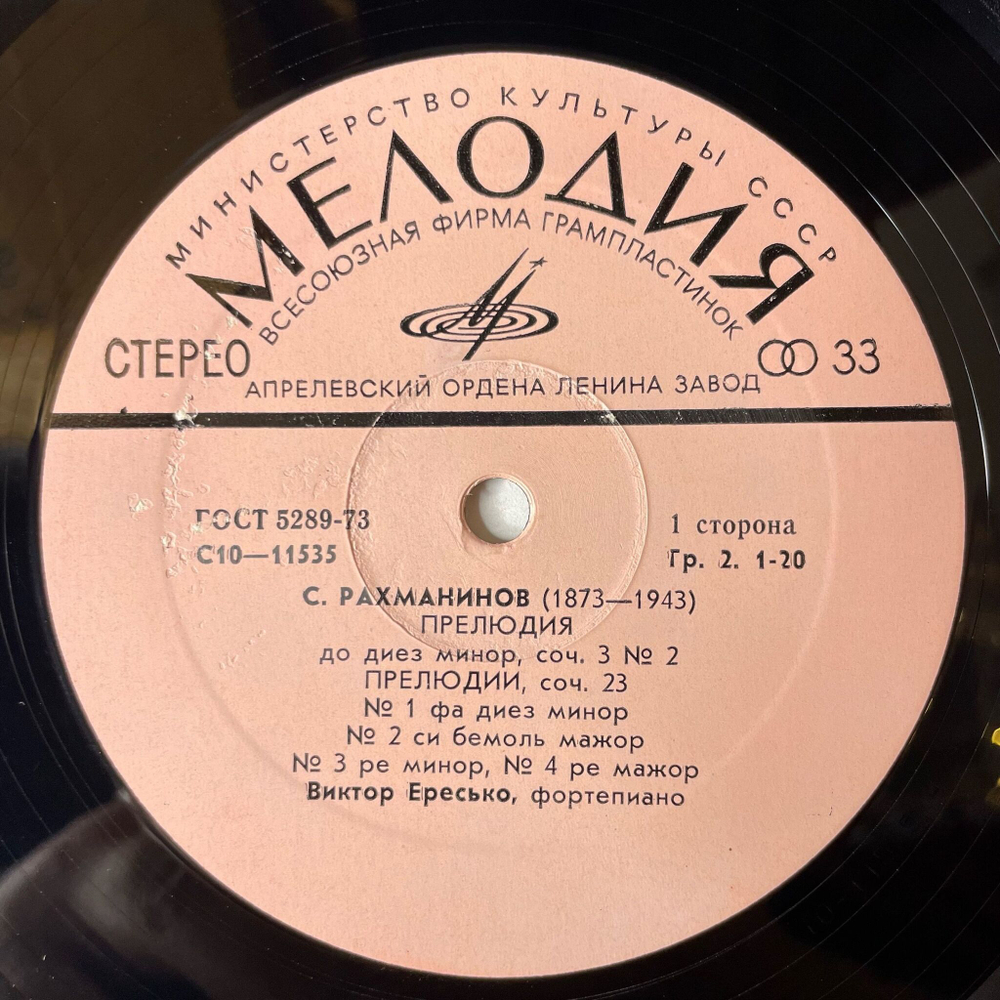 МИНИСТЕРСТВО КУЛЬТУРЫ СССР
МЕЛОДИЯ
ВСЕСОЮЗНАЯ ФИРМА ГРАМПЛАСТИНОК
СТЕРЕО
33
АПРЕЛЕВСКИЙ ОРДЕНА ЛЕНИНА ЗАВОД
ГОСТ 5289-73
1 сторона
С10—11535
Гр. 2. 1-20
С. РАХМАНИНОВ (1873—1943)
ПРЕЛЮДИЯ
до диез минор, соч. 3 № 2
ПРЕЛЮДИИ, соч. 23
№ 1 фа диез минор
№ 2 си бемоль мажор
№ 3 ре минор, № 4 ре мажор
Виктор Ересько, фортепиано